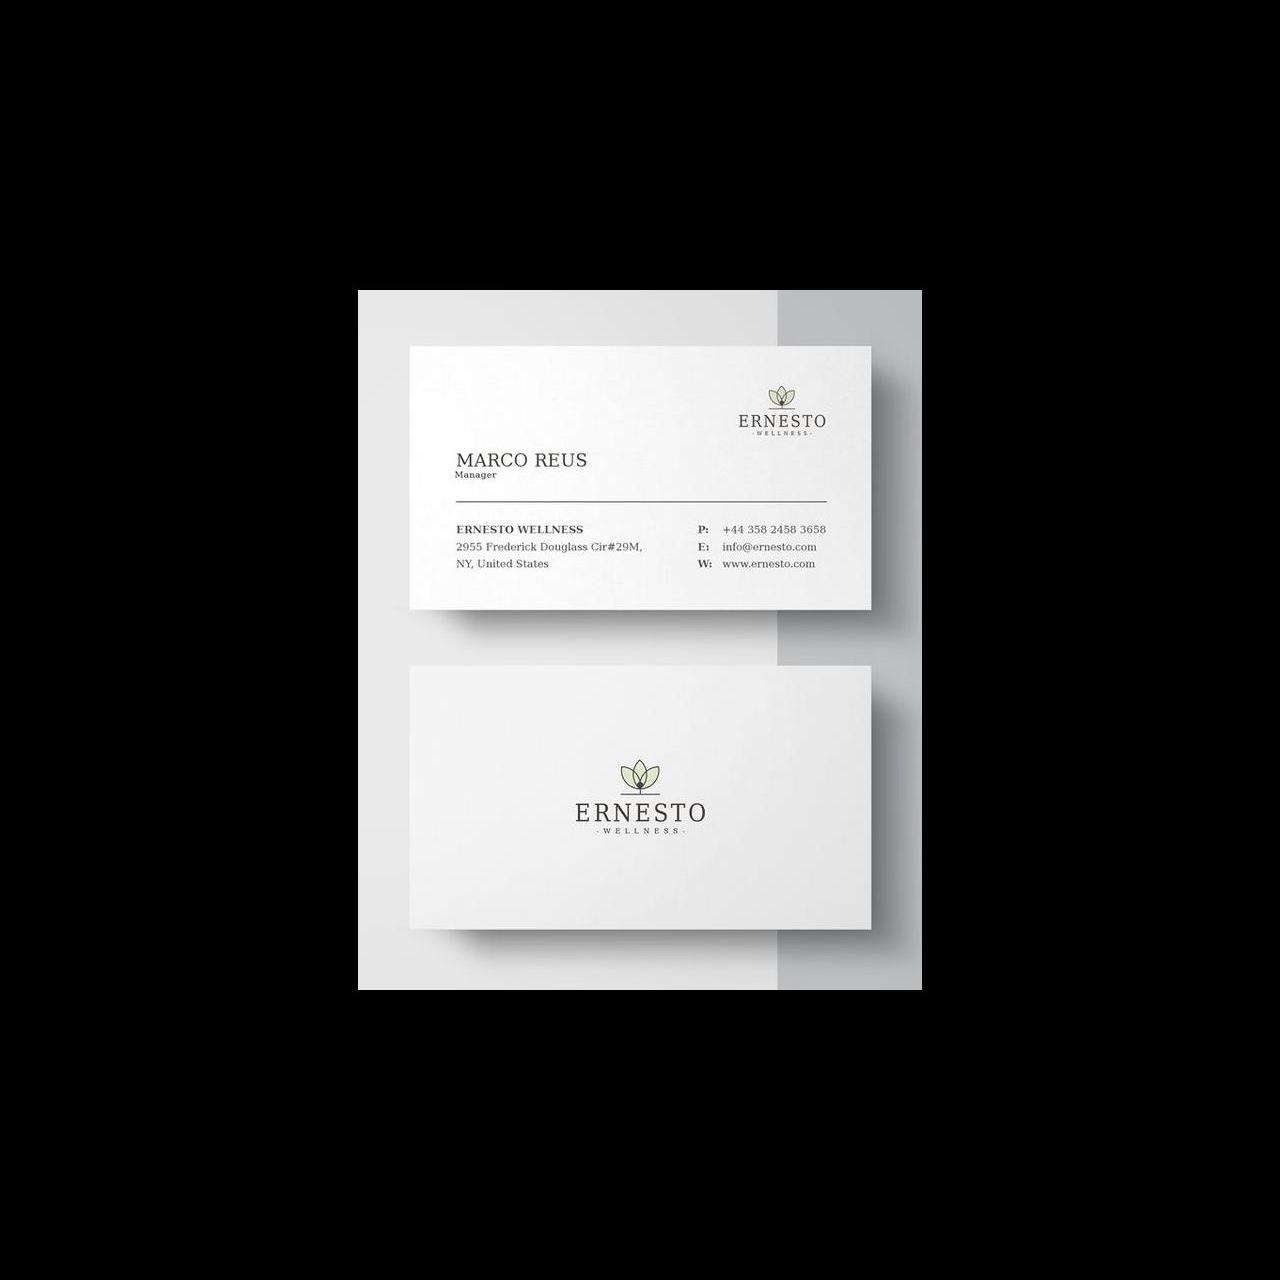 ERNESTO
- WELLNESS -
MARCO REUS
Manager
ERNESTO WELLNESS
2955 Frederick Douglass Cir#29M,
NY, United States
P: +44 358 2458 3658
E: info@ernesto.com
W: www.ernesto.com
ERNESTO
- WELLNESS -